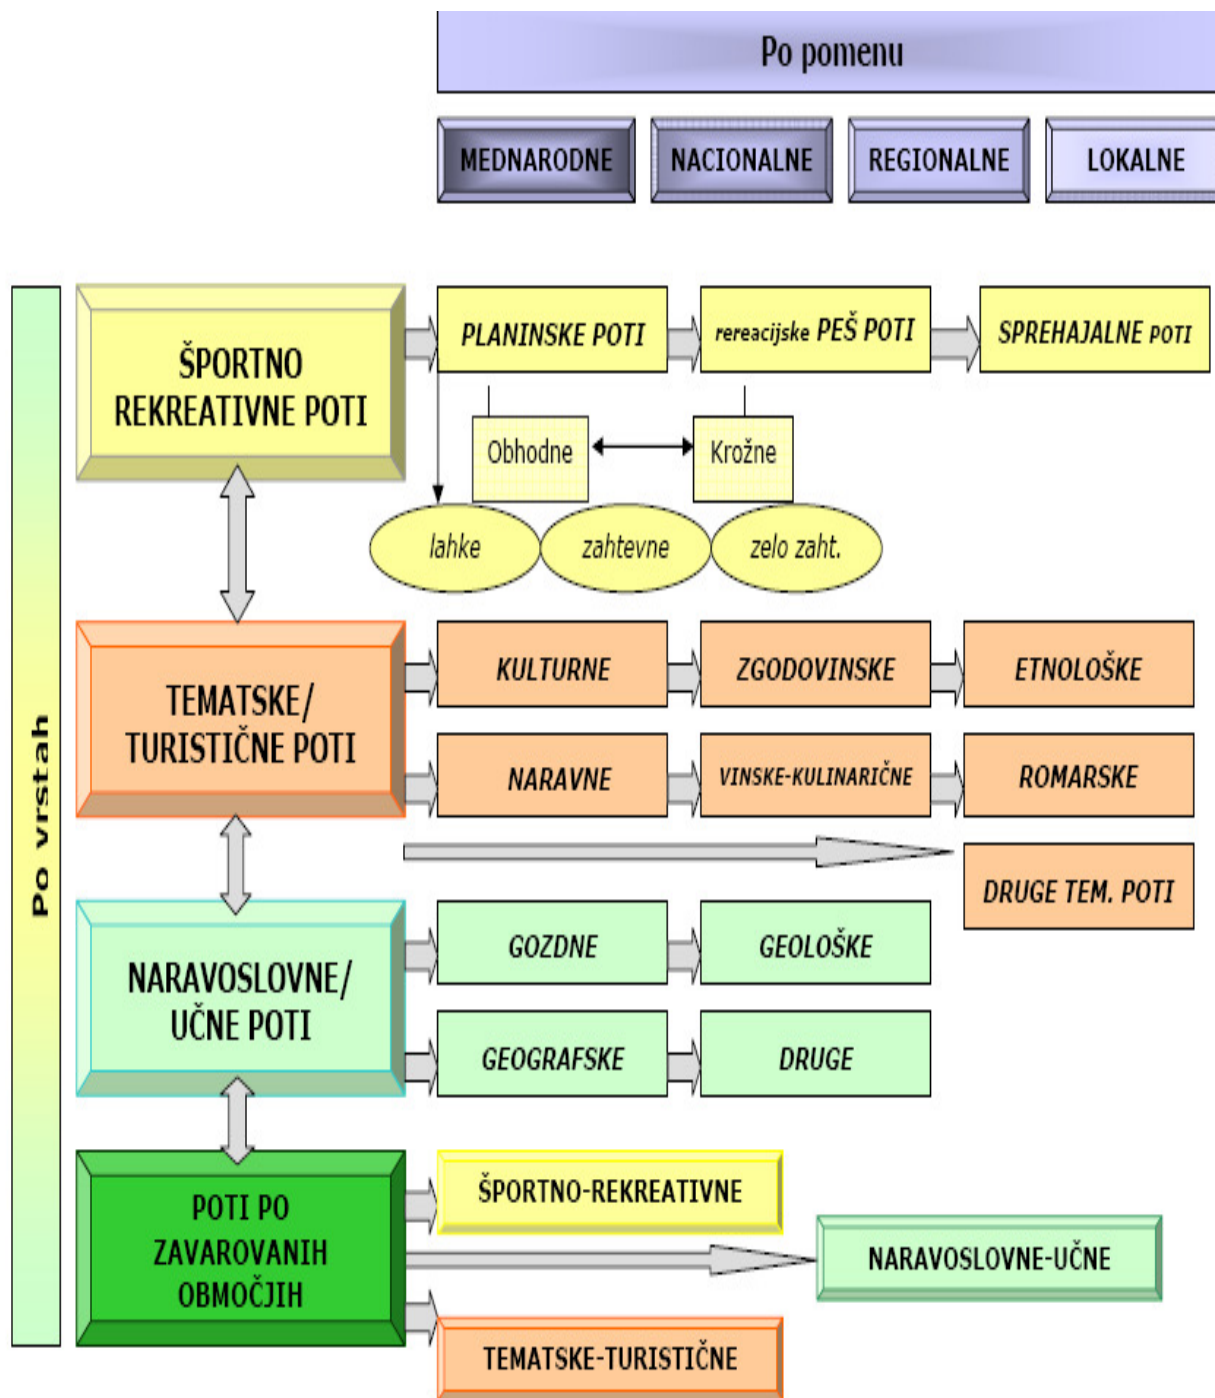 Po pomenu
MEDNARODNE
NACIONALNE
REGIONALNE
LOKALNE
Po vrstah
ŠPORTNO
REKREATIVNE POTI
PLANINSKE POTI
rereacijske PEŠ POTI
SPREHAJALNE POTI
Obhodne
Krožne
lahke
zahtevne
zelo zaht.
TEMATSKE/
TURISTIČNE POTI
KULTURNE
ZGODOVINSKE
ETNOLOŠKE
NARAVNE
VINSKE-KULINARIČNE
ROMARSKE
DRUGE TEM. POTI
NARAVOSLOVNE/
UČNE POTI
GOZDNE
GEOLOŠKE
GEOGRAFSKE
DRUGE
POTI PO
ZAVAROVANIH
OBMOČJIH
ŠPORTNO-REKREATIVNE
NARAVOSLOVNE-UČNE
TEMATSKE-TURISTIČNE